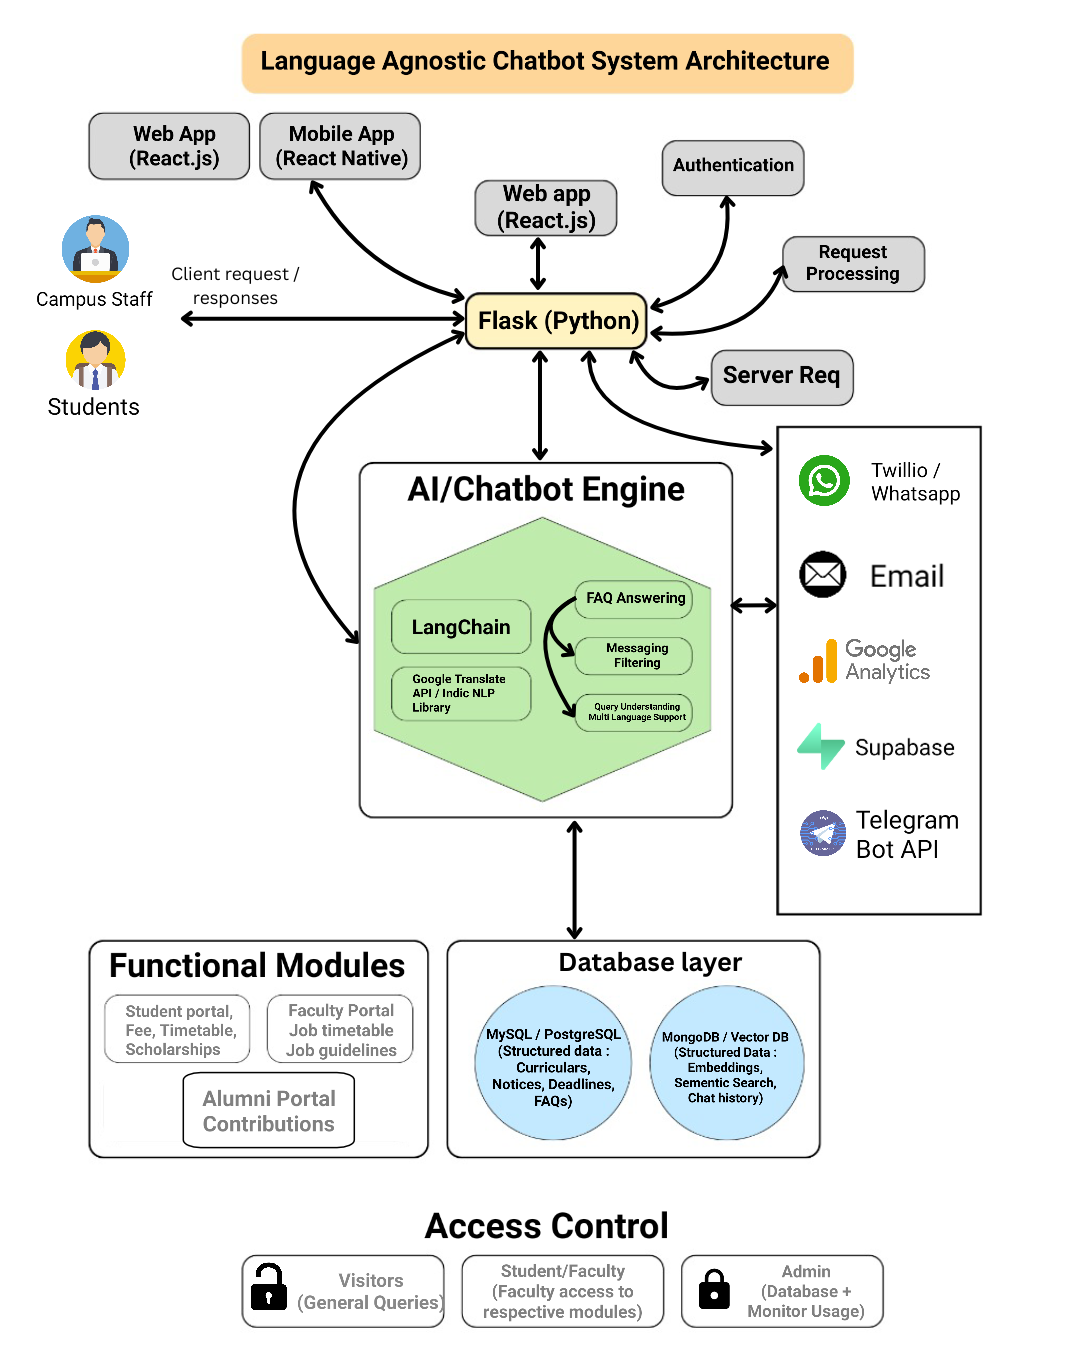 Language Agnostic Chatbot System Architecture
Web App
(React.js)
Mobile App
(React Native)
Web app
(React.js)
Authentication
Request
Processing
Campus Staff
Client request /
responses
Students
Flask (Python)
Server Req
AI/Chatbot Engine
LangChain
Google Translate
API / Indic NLP
Library
FAQ Answering
Messaging
Filtering
Query Understanding
Multi Language Support
Twillio /
Whatsapp
Email
Google
Analytics
Supabase
Telegram
Bot API
Functional Modules
Student portal,
Fee, Timetable,
Scholarships
Faculty Portal
Job timetable
Job guidelines
Alumni Portal
Contributions
Database layer
MySQL / PostgreSQL
(Structured data :
Curriculars,
Notices, Deadlines,
FAQs)
MongoDB / Vector DB
(Structured Data :
Embeddings,
Sementic Search,
Chat history)
Access Control
Visitors
(General Queries)
Student/Faculty
(Faculty access to
respective modules)
Admin
(Database +
Monitor Usage)